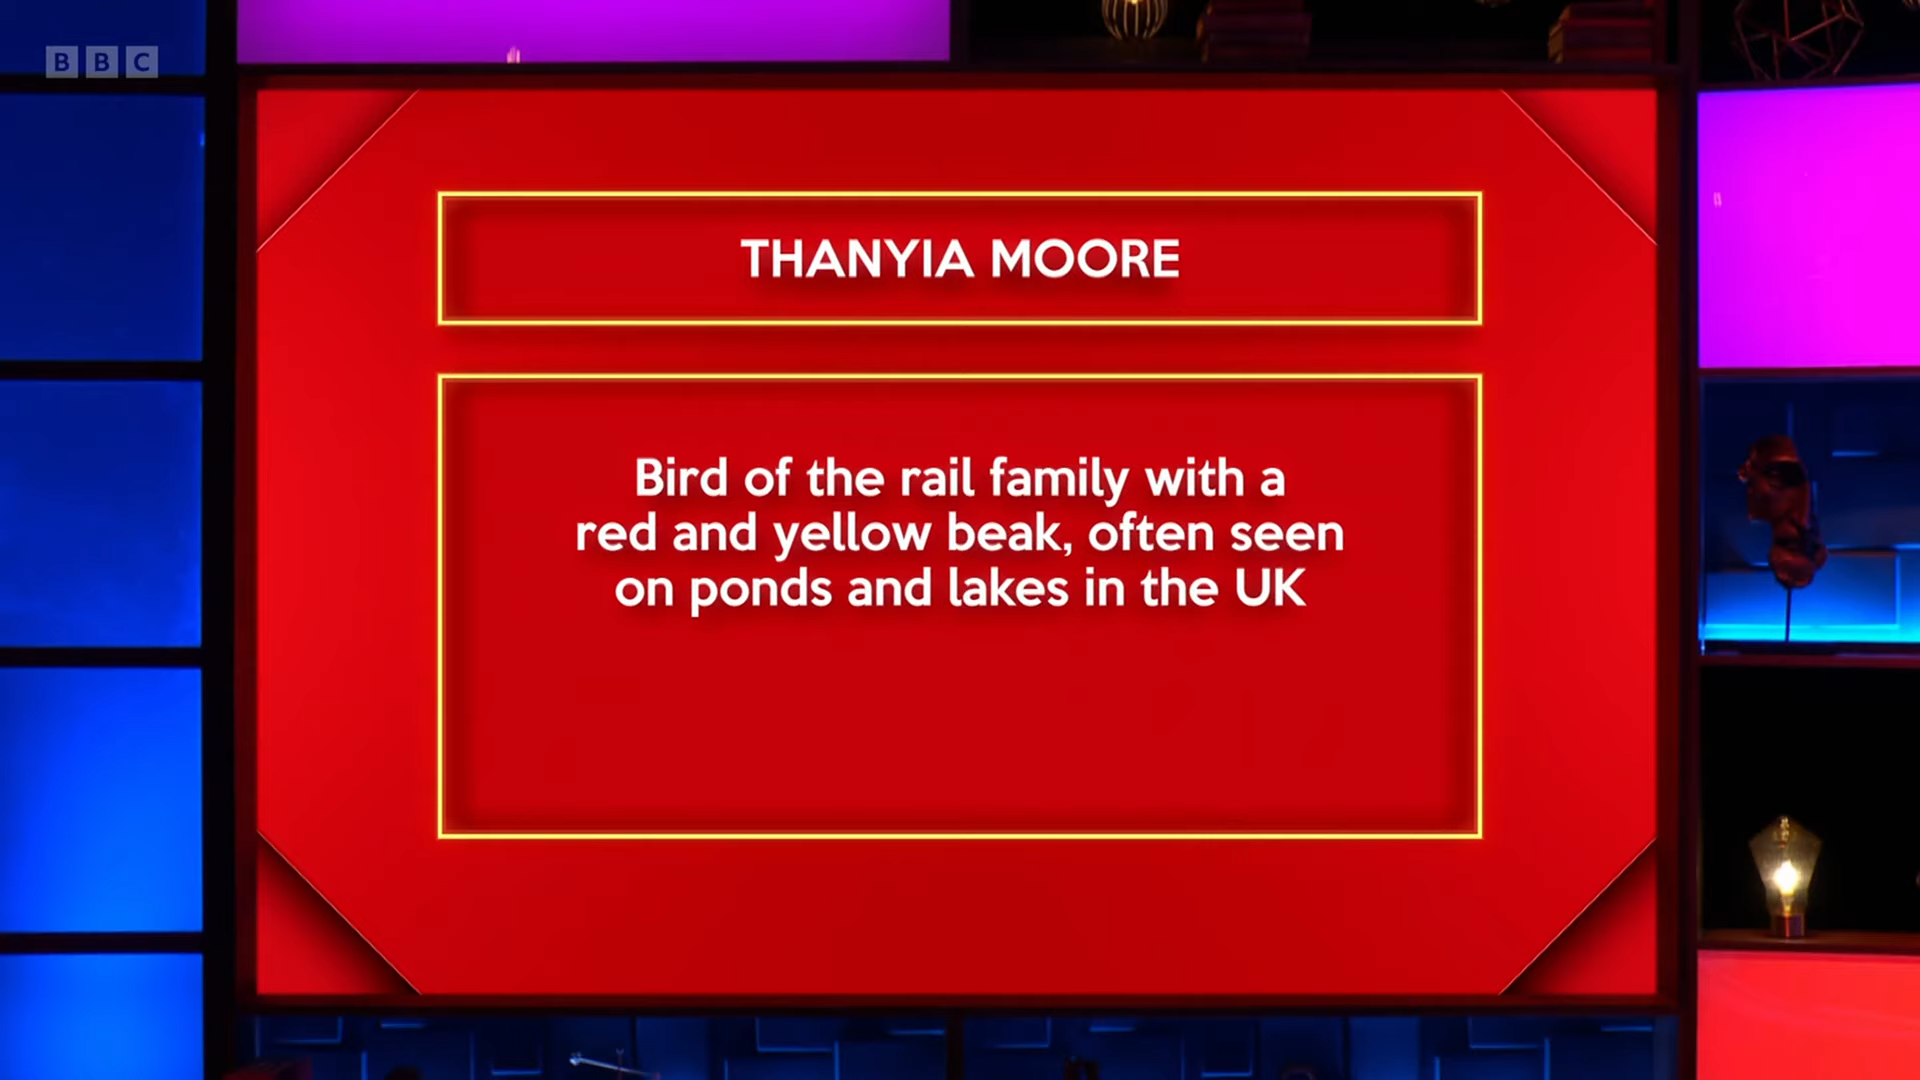 BBC
THANYIA MOORE
Bird of the rail family with a
red and yellow beak, often seen
on ponds and lakes in the UK